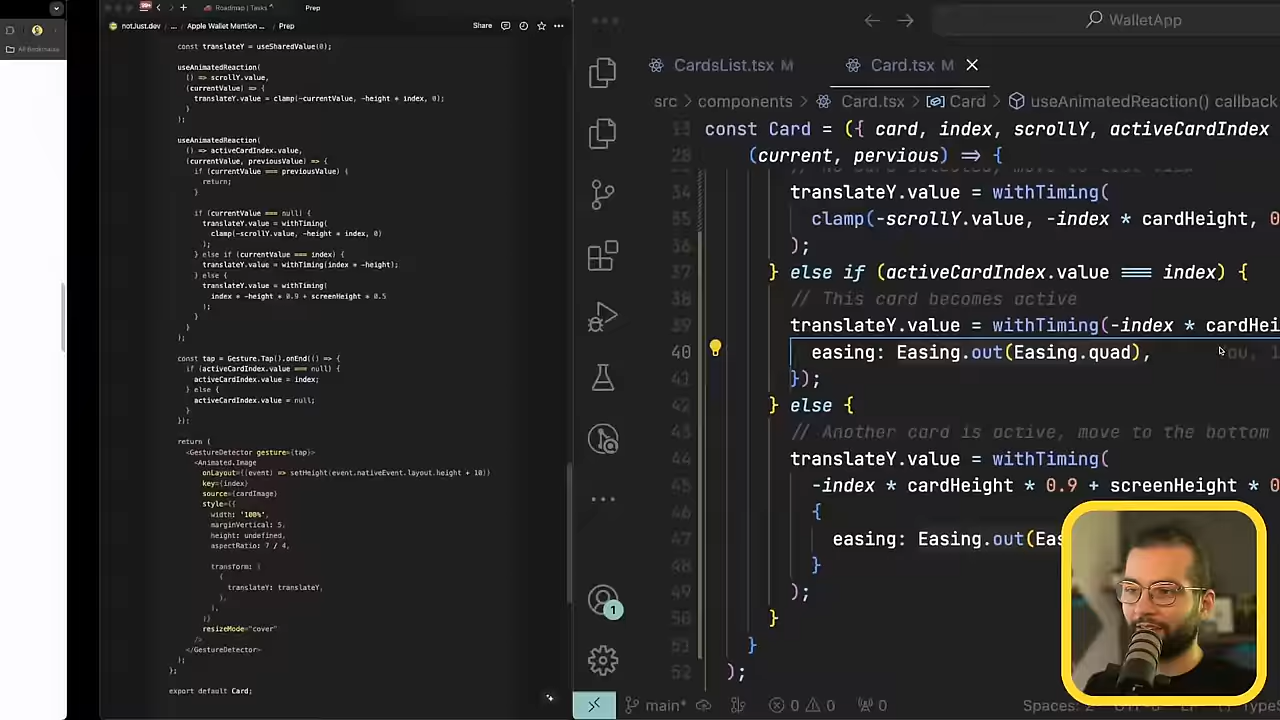 99+
Roadmap | Tasks
Prep
notJust.dev
...
Apple Wallet Mention ...
Prep
Share
All Bookmarks
const translateY = useSharedValue(0);
useAnimatedReaction(
() => scrollY.value,
(currentValue) => {
translateY.value = clamp(-currentValue, -height * index, 0);
}
);
useAnimatedReaction(
() => activeCardIndex.value,
(currentValue, previousValue) => {
if (currentValue === previousValue) {
return;
}
if (currentValue === null) {
translateY.value = withTiming(
clamp(-scrollY.value, -height * index, 0)
);
} else if (currentValue === index) {
translateY.value = withTiming(index * -height);
} else {
translateY.value = withTiming(
index * -height * 0.9 + screenHeight * 0.5
);
}
}
);
const tap = Gesture.Tap().onEnd(() => {
if (activeCardIndex.value === null) {
activeCardIndex.value = index;
} else {
activeCardIndex.value = null;
}
});
return (
<GestureDetector gesture={tap}>
<Animated.Image
onLayout={(event) => setHeight(event.nativeEvent.layout.height + 10)}
key={index}
source={cardImage}
style={{
width: '100%',
marginVertical: 5,
height: undefined,
aspectRatio: 7 / 4,
transform: [
{
translateY: translateY,
},
],
}}
resizeMode="cover"
/>
</GestureDetector>
);
};
export default Card;
WalletApp
CardsList.tsx M
Card.tsx M
src > components > Card.tsx > Card > useAnimatedReaction() callback
13 const Card = ({ card, index, scrollY, activeCardIndex
28 (current, pervious) => {
34 translateY.value = withTiming(
35 clamp(-scrollY.value, -index * cardHeight, 0
36 );
37 } else if (activeCardIndex.value === index) {
38 // This card becomes active
39 translateY.value = withTiming(-index * cardHei
40 easing: Easing.out(Easing.quad),
41 });
42 } else {
43 // Another card is active, move to the bottom
44 translateY.value = withTiming(
45 -index * cardHeight * 0.9 + screenHeight * 0
46 {
47 easing: Easing.out(Eas
48 }
49 );
50 }
51 }
52 );
1
main*
0
0
0
Spaces: 2